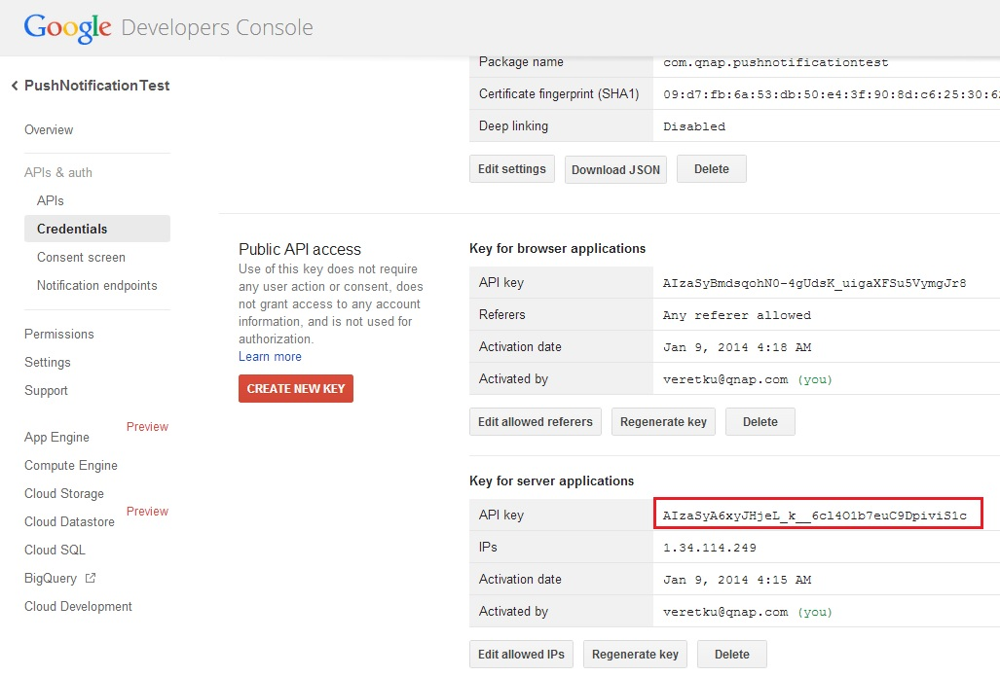 Google Developers Console
PushNotificationTest
Overview
APIs & auth
APIs
Credentials
Consent screen
Notification endpoints
Permissions
Settings
Support
App Engine Preview
Compute Engine
Cloud Storage
Cloud Datastore Preview
Cloud SQL
BigQuery
Cloud Development
Package name com.qnap.pushnotificationtest
Certificate fingerprint (SHA1) 09:d7:fb:6a:53:db:50:e4:3f:90:8d:c6:25:30:62
Deep linking Disabled
Edit settings Download JSON Delete
Public API access
Use of this key does not require
any user action or consent, does
not grant access to any account
information, and is not used for
authorization.
Learn more
CREATE NEW KEY
Key for browser applications
API key AIzaSyBmdsqohN0-4gUdsK_uigaXFSu5VymgJr8
Referers Any referer allowed
Activation date Jan 9, 2014 4:18 AM
Activated by veretku@qnap.com (you)
Edit allowed referers Regenerate key Delete
Key for server applications
API key AIzaSyA6xyJHjeL_k__6cl4O1b7euC9DpiviS1c
IPs 1.34.114.249
Activation date Jan 9, 2014 4:15 AM
Activated by veretku@qnap.com (you)
Edit allowed IPs Regenerate key Delete